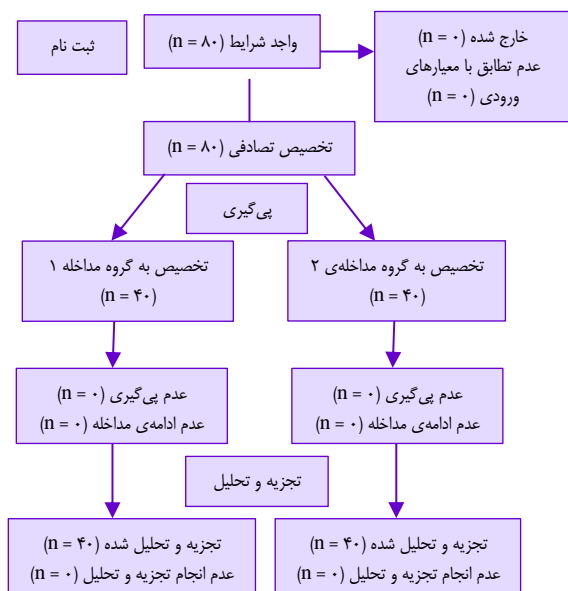 ثبت نام
واجد شرایط (n = ۸۰)
خارج شده (n = ۰)
عدم تطابق با معیارهای
ورودی (n = ۰)
تخصیص تصادفی (n = ۸۰)
پی‌گیری
تخصیص به گروه مداخله‌ی ۲
(n = ۴۰)
تخصیص به گروه مداخله ۱
(n = ۴۰)
عدم پی‌گیری (n = ۰)
عدم ادامه‌ی مداخله (n = ۰)
عدم پی‌گیری (n = ۰)
عدم ادامه‌ی مداخله (n = ۰)
تجزیه و تحلیل
تجزیه و تحلیل شده (n = ۴۰)
عدم انجام تجزیه و تحلیل (n = ۰)
تجزیه و تحلیل شده (n = ۴۰)
عدم انجام تجزیه و تحلیل (n = ۰)